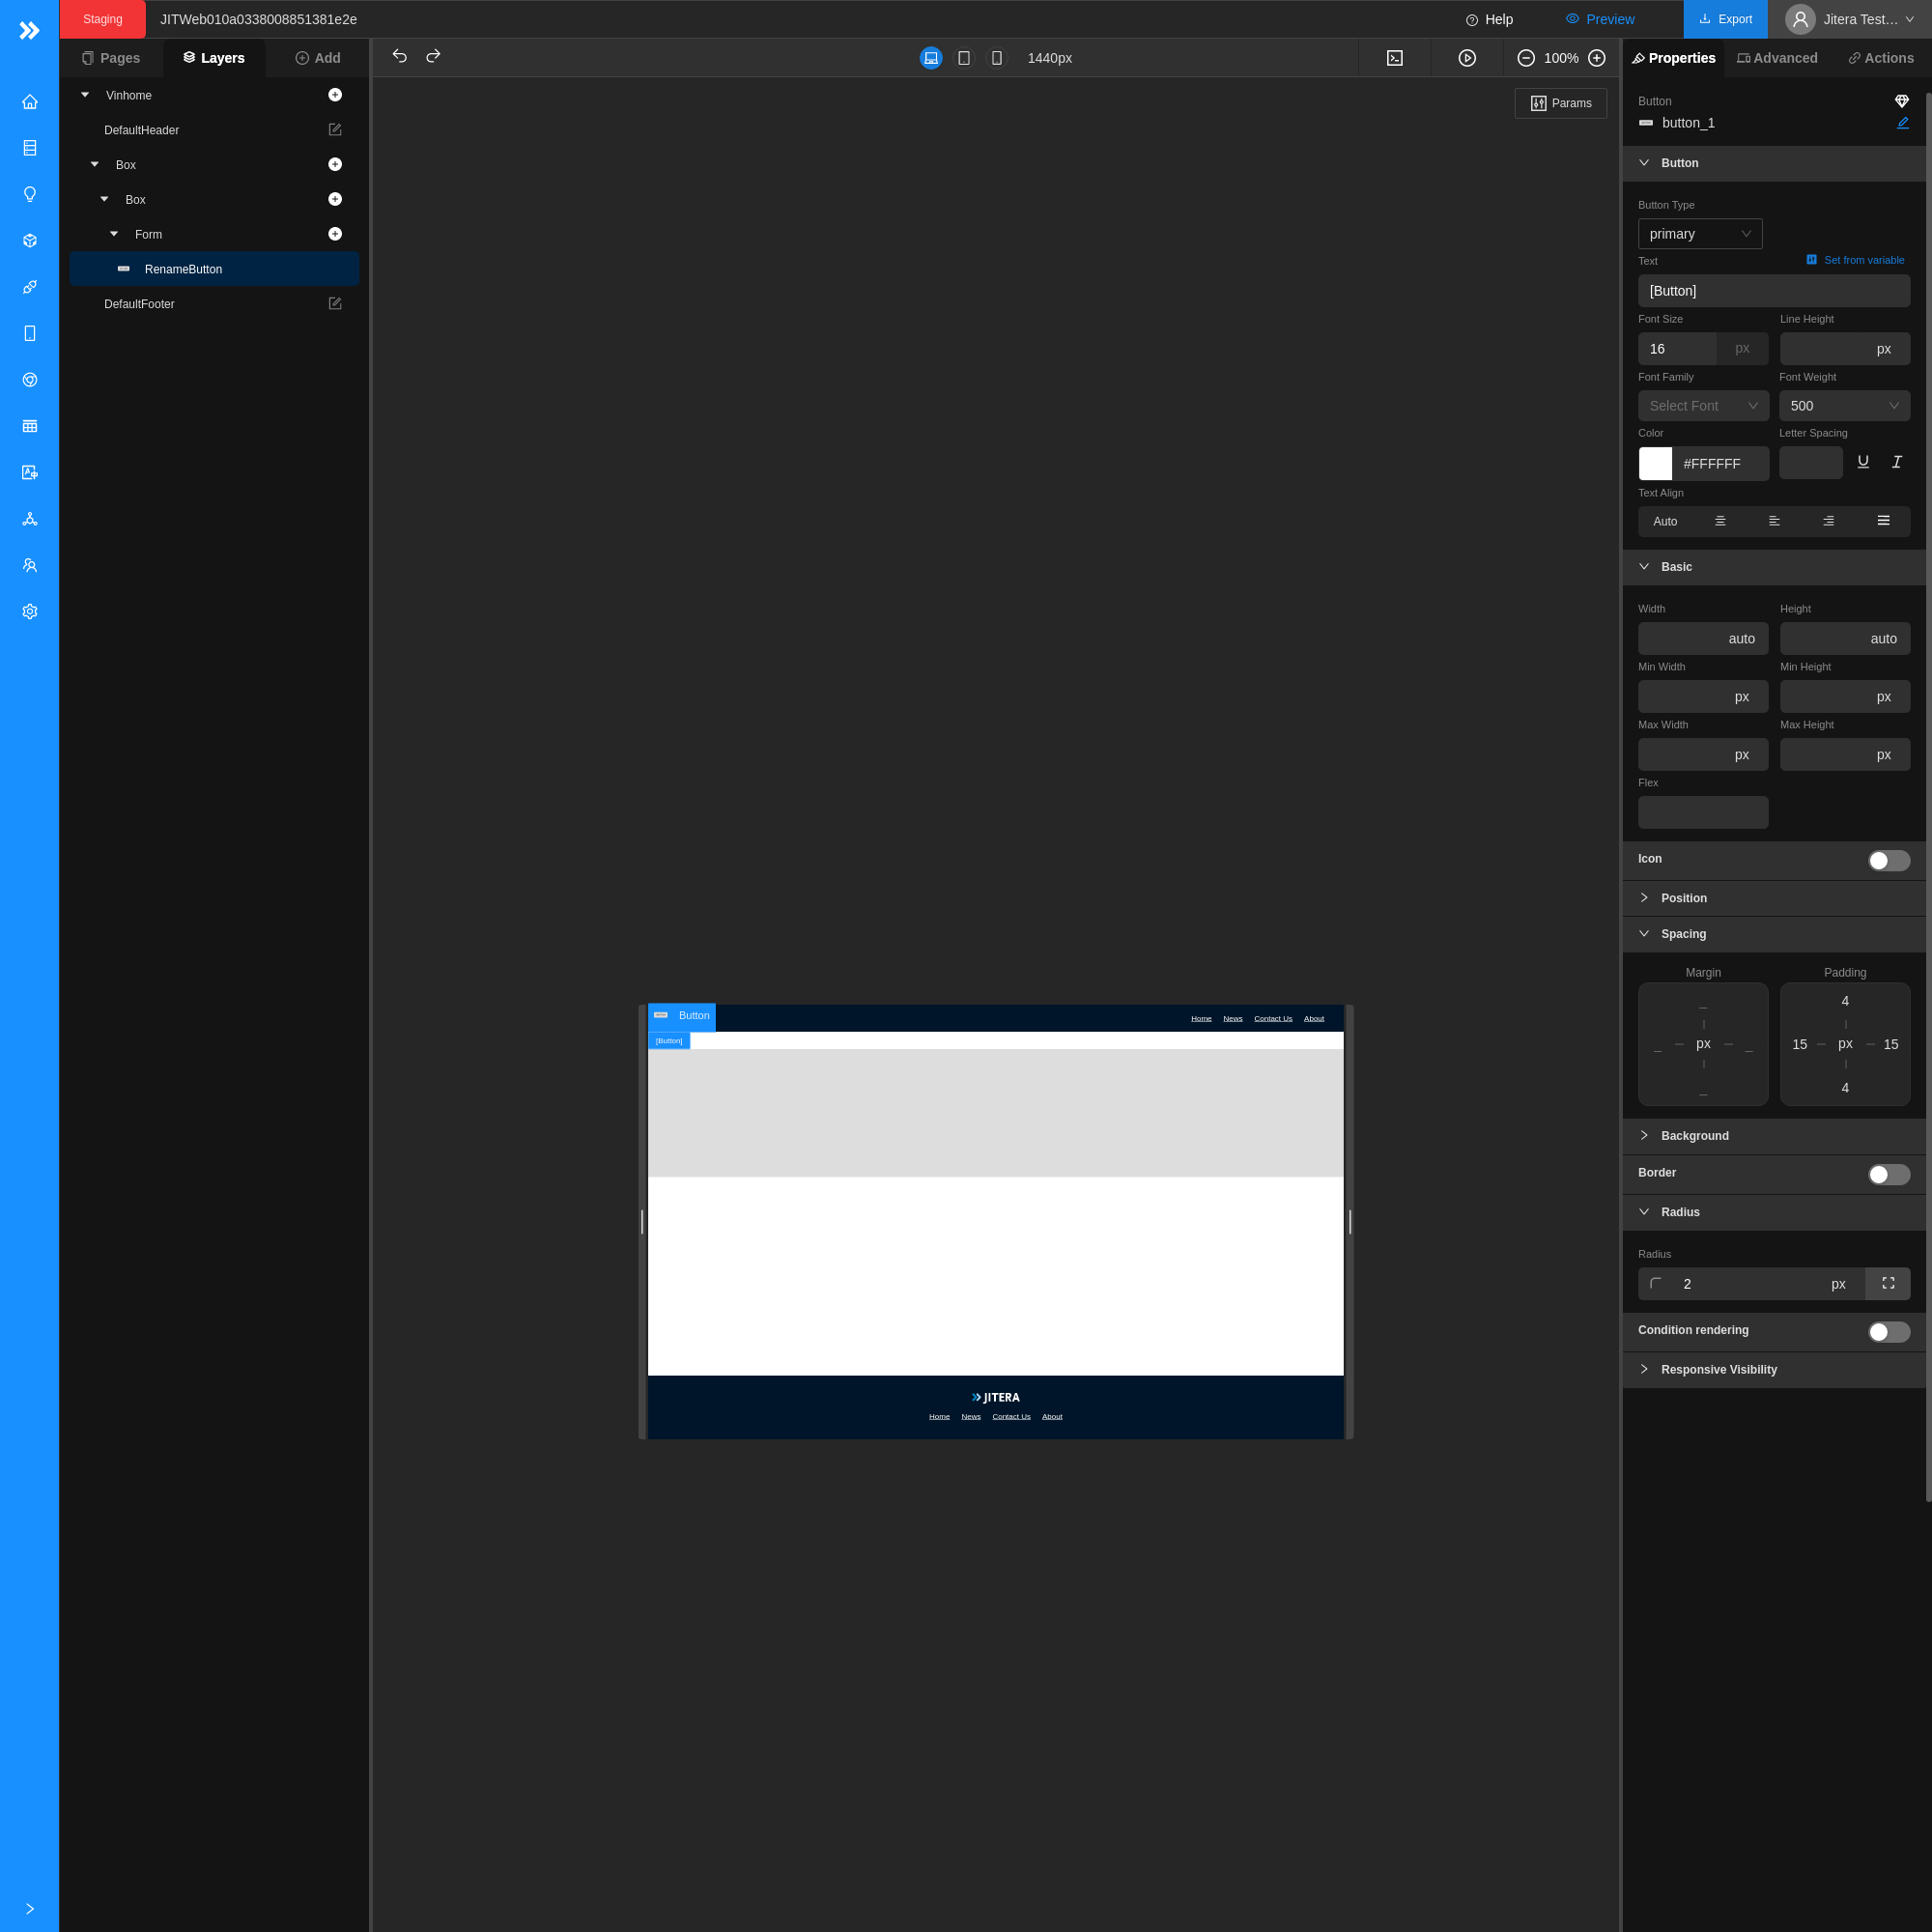 Staging
JITWeb010a0338008851381e2e
Help
Preview
Export
Jitera Test...
Pages
Layers
Add
1440px
100%
Properties
Advanced
Actions
Vinhome
DefaultHeader
Box
Box
Form
RenameButton
DefaultFooter
Params
Button
[Button]
Home News Contact Us About
JITERA
Home News Contact Us About
Button
button_1
Button
Button Type
primary
Text
Set from variable
[Button]
Font Size
Line Height
16 px
px
Font Family
Font Weight
Select Font
500
Color
Letter Spacing
#FFFFFF
Text Align
Auto
Basic
Width
Height
auto
auto
Min Width
Min Height
px
px
Max Width
Max Height
px
px
Flex
Icon
Position
Spacing
Margin
Padding
4
px
15 px 15
4
Background
Border
Radius
Radius
2 px
Condition rendering
Responsive Visibility